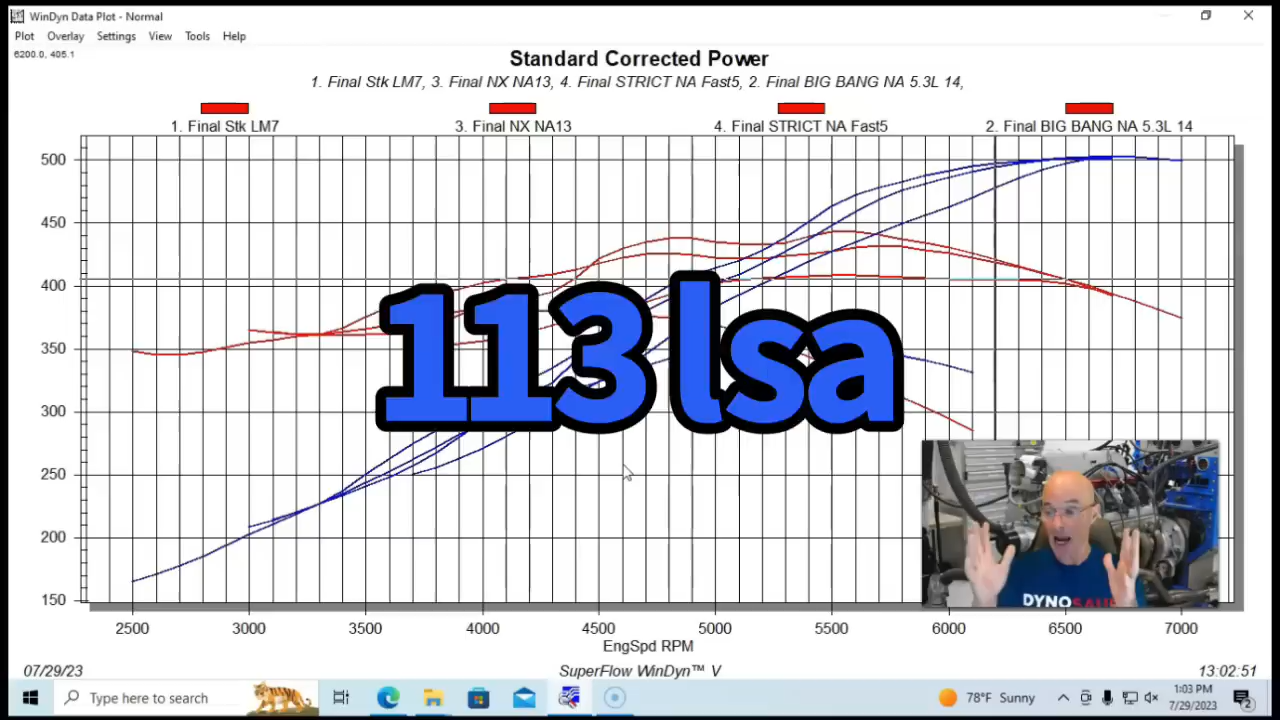 WinDyn Data Plot - Normal
Plot Overlay Settings View Tools Help
6200.0, 405.1
Standard Corrected Power
1. Final Stk LM7, 3. Final NX NA13, 4. Final STRICT NA Fast5, 2. Final BIG BANG NA 5.3L 14,
1. Final Stk LM7 3. Final NX NA13 4. Final STRICT NA Fast5 2. Final BIG BANG NA 5.3L 14
500
450
400
350
300
250
200
150
113 lsa
DYNOSAUR
2500 3000 3500 4000 4500 5000 5500 6000 6500 7000
EngSpd RPM
07/29/23 SuperFlow WinDyn™ V 13:02:51
Type here to search 78°F Sunny 1:03 PM
7/29/2023 2